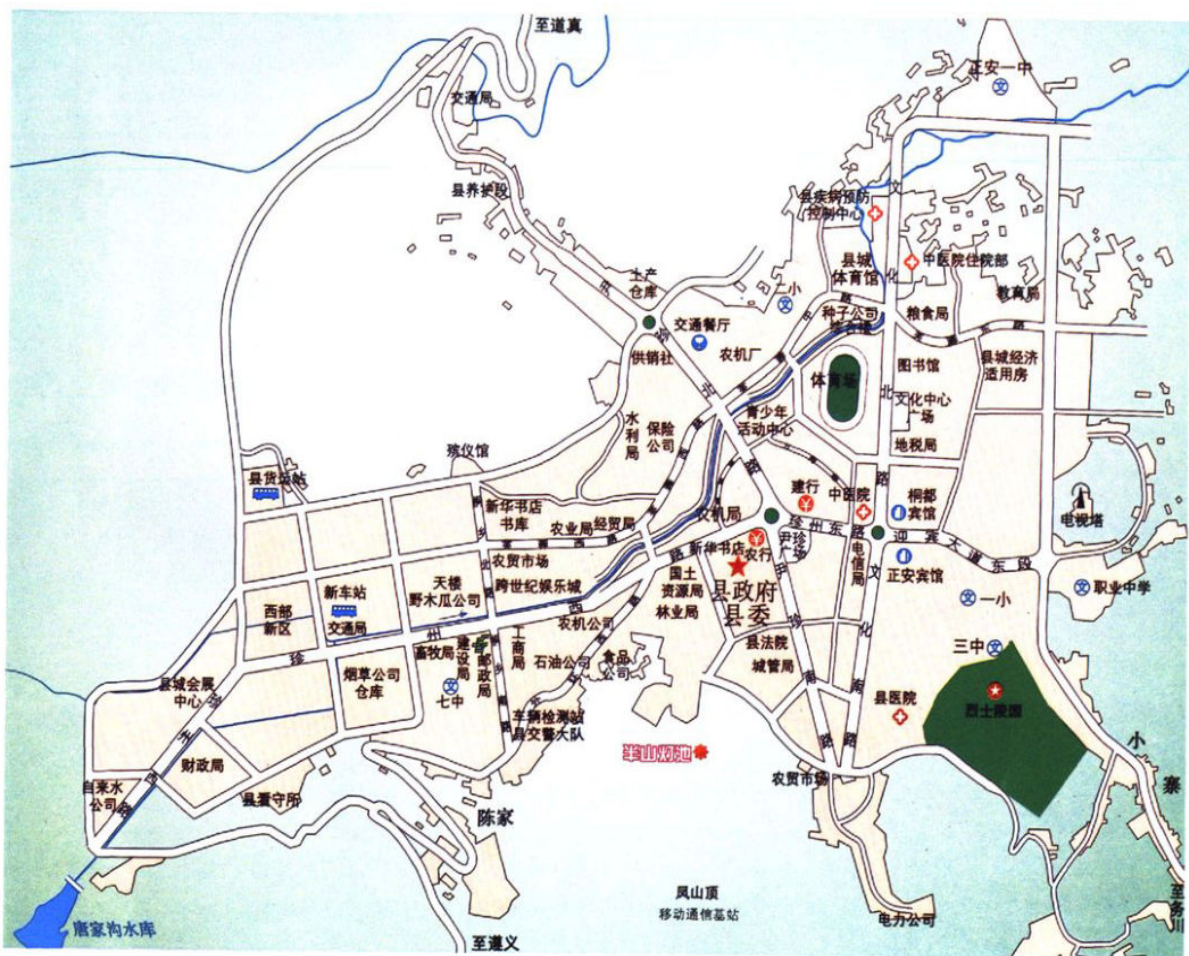 至道真
正安一中
交通局
县养护段
县疾病预防
控制中心
文
中医院住院部
县城
体育馆
化
教育局
土产
仓库
二小
种子公司
粮食局
交通餐厅
农机厂
供销社
图书馆
县城经济
适用房
体育场
北
文化中心
广场
水利局
保险
公司
青少年
活动中心
地税局
路
殡仪馆
县货运站
新华书店
书库
农业局
经贸局
农机局
建行
中医院
桐都
宾馆
电视塔
珍州东路
迎宾大道东段
尹珍广场
新华书店
农行
电信局
正安宾馆
职业中学
农贸市场
跨世纪娱乐城
天楼
野木瓜公司
国土
资源局
林业局
县政府
县委
一小
新车站
交通局
西部
新区
农机公司
三中
县法院
城管局
畜牧局
建设局
邮政局
工商局
石油公司
食品
公司
烟草公司
仓库
七中
县城会展
中心
县医院
烈士陵园
车辆检测站
县交警大队
半山灯池
小寨
财政局
自来水
公司
县看守所
农贸市场
陈家
凤山顶
移动通信基站
电力公司
至务川
唐家沟水库
至遵义